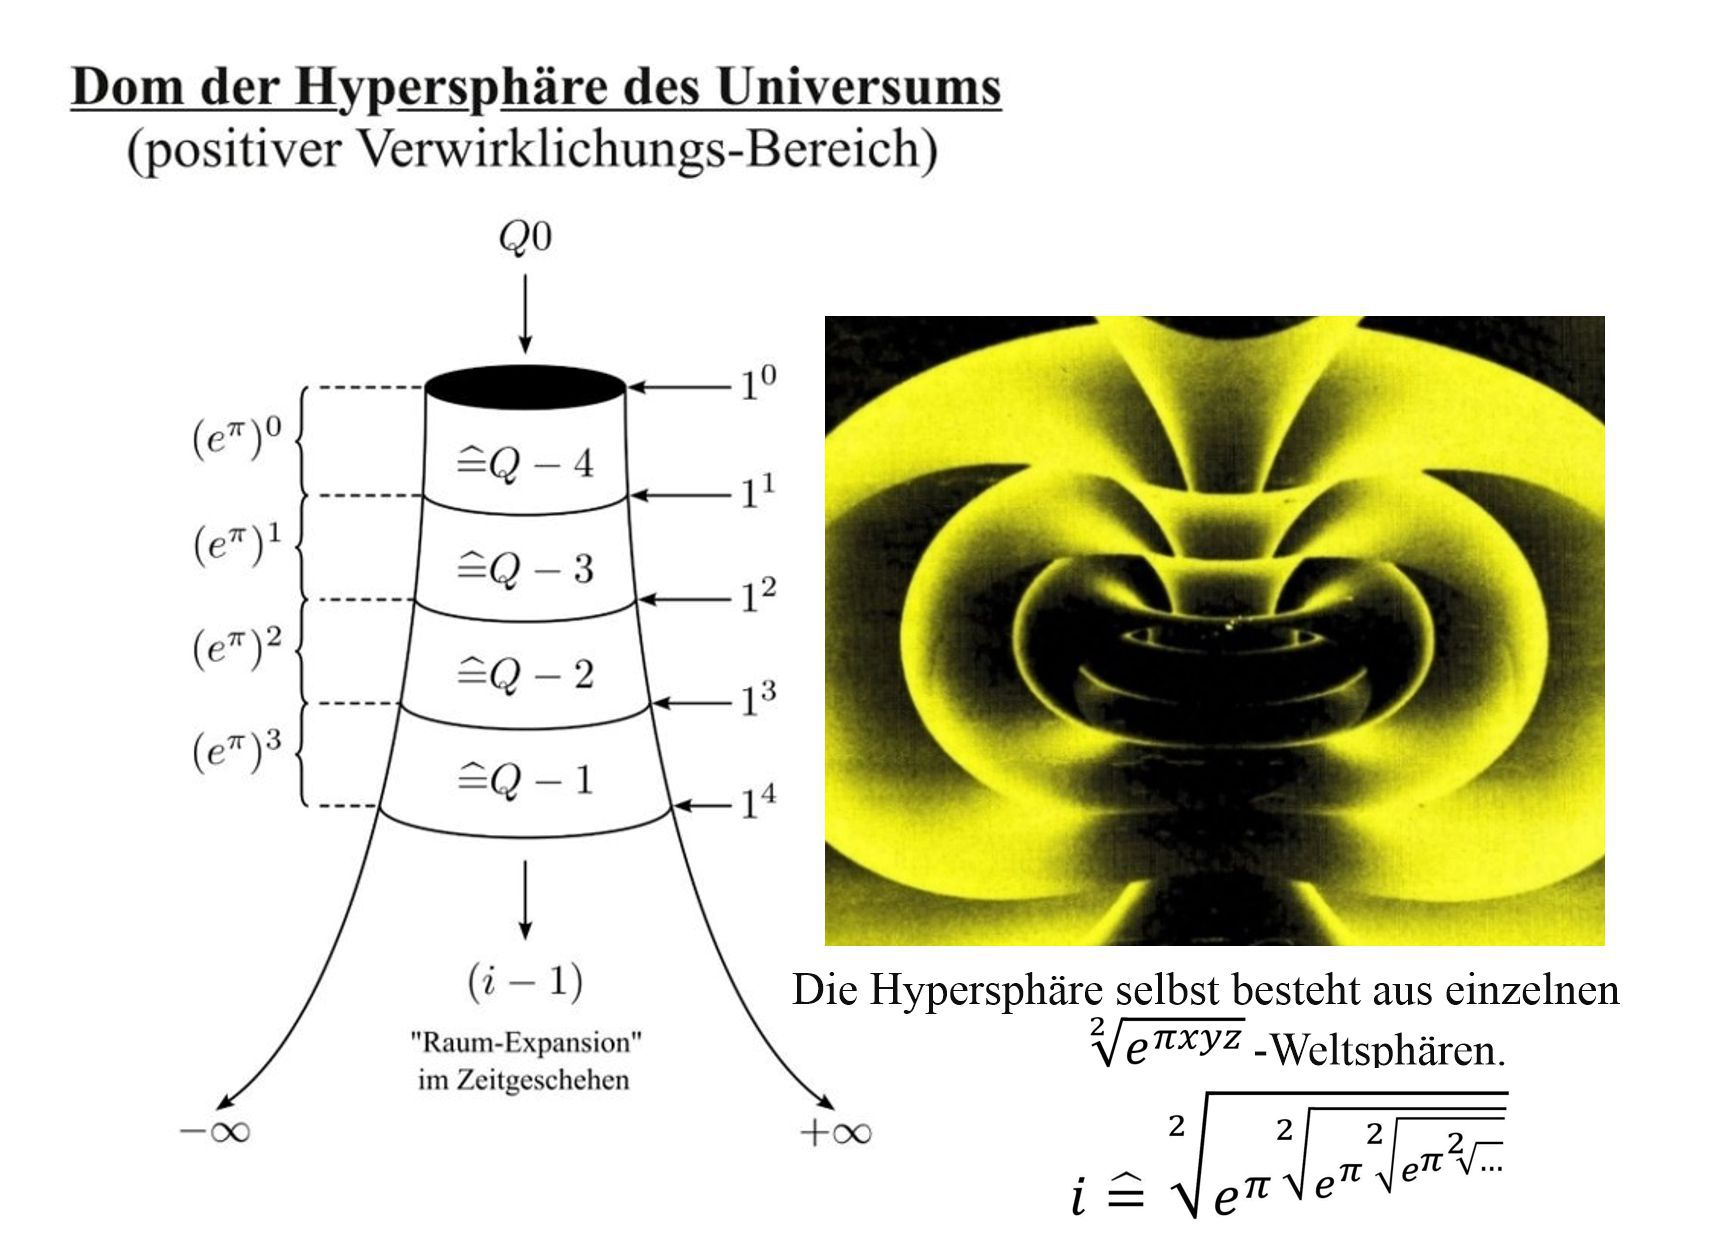 Dom der Hypersphäre des Universums
(positiver Verwirklichungs-Bereich)
Q0
1⁰
(e^π)⁰
≙Q − 4
1¹
(e^π)¹
≙Q − 3
1²
(e^π)²
≙Q − 2
1³
(e^π)³
≙Q − 1
1⁴
(i − 1)
"Raum-Expansion"
im Zeitgeschehen
−∞
+∞
Die Hypersphäre selbst besteht aus einzelnen
²√(e^πxyz) -Weltsphären.
i ≙ ²√(e^π ²√(e^π ²√(e^π ²√...)))